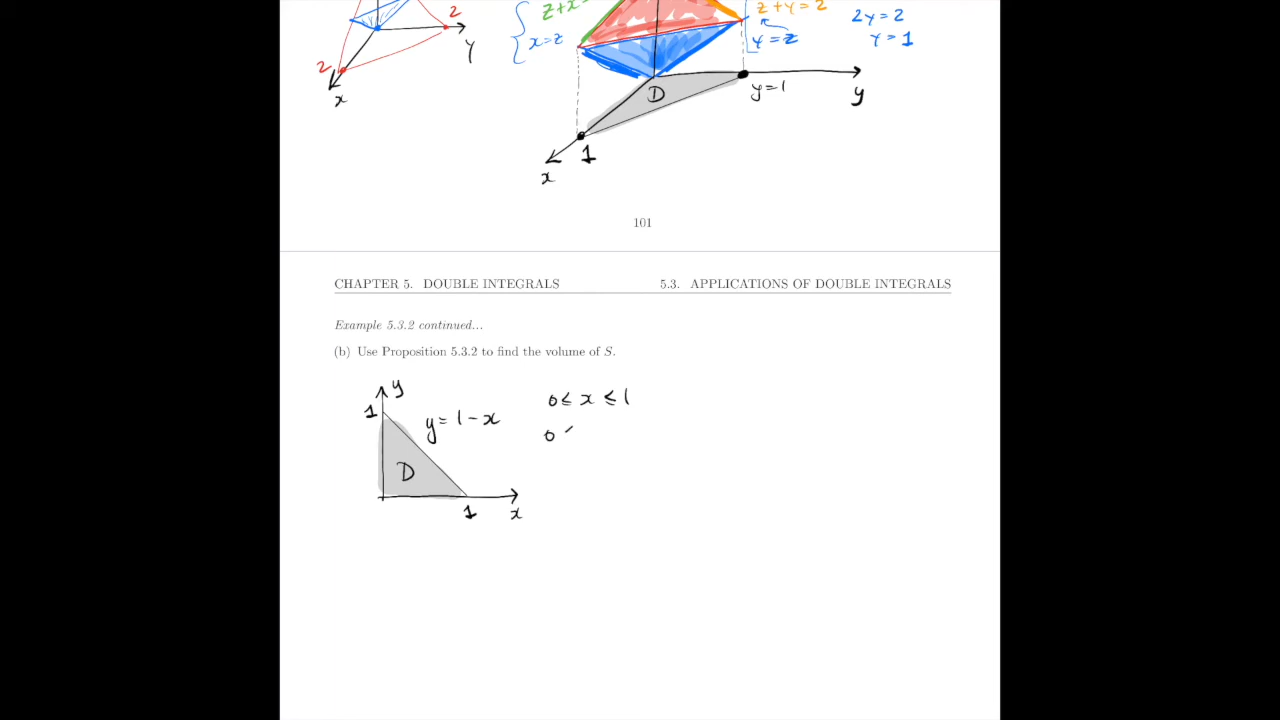 2
y
2
x
z+x
x=z
z+y=2
y=z
2y=2
y=1
D
y=1
y
1
x
101
CHAPTER 5. DOUBLE INTEGRALS 5.3. APPLICATIONS OF DOUBLE INTEGRALS
Example 5.3.2 continued...
(b) Use Proposition 5.3.2 to find the volume of S.
y
1
y = 1 - x
D
1
x
0 ≤ x ≤ 1
0